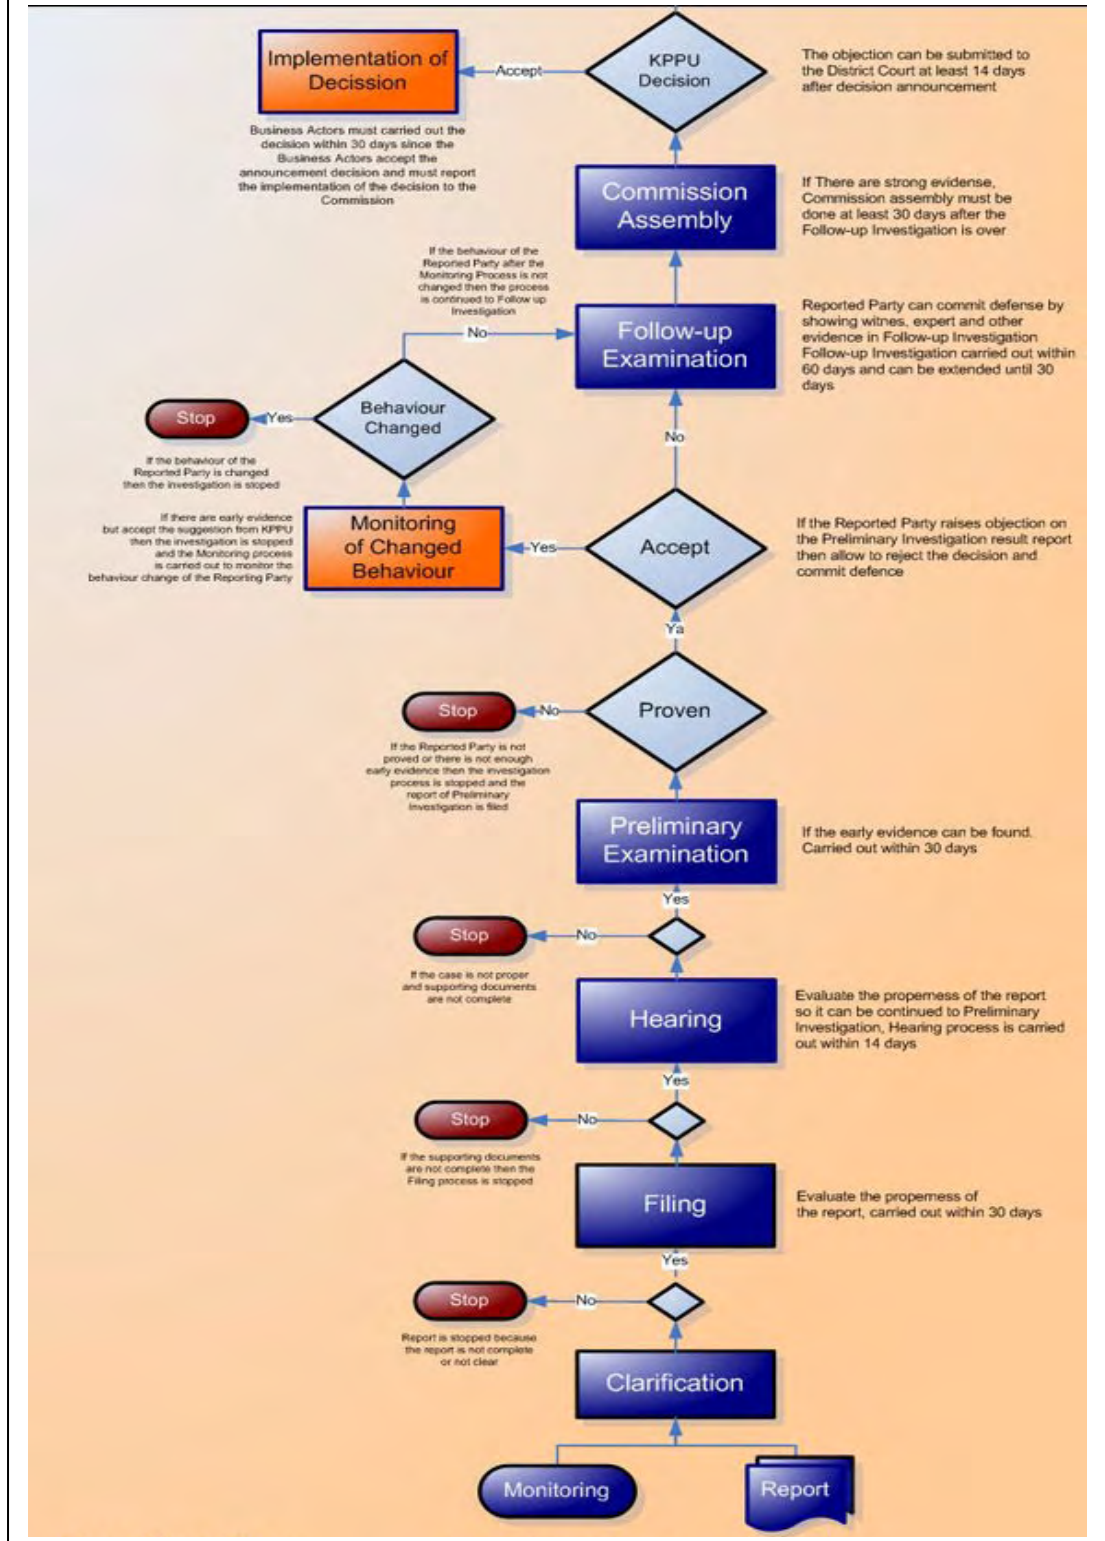 Implementation of
Decission
Accept
KPPU
Decision
The objection can be submitted to
the District Court at least 14 days
after decision announcement
Business Actors must carried out the
decision within 30 days since the
Business Actors accept the
announcement decision and must report
the implementation of the decision to the
Commission
Commission
Assembly
If There are strong evidense,
Commission assembly must be
done at least 30 days after the
Follow-up Investigation is over
If the behaviour of the
Reported Party after the
Monitoring Process is not
changed then the process
is continued to Follow up
Investigation
No
Follow-up
Examination
Reported Party can commit defense by
showing witnes, expert and other
evidence in Follow-up Investigation
Follow-up Investigation carried out within
60 days and can be extended until 30
days
Stop
Yes
Behaviour
Changed
No
If the behaviour of the
Reported Party is changed
then the investigation is stoped
If there are early evidence
but accept the suggestion from KPPU
then the investigation is stopped
and the Monitoring process
is carried out to monitor the
behaviour change of the Reporting Party
Monitoring
of Changed
Behaviour
Yes
Accept
If the Reported Party raises objection on
the Preliminary Investigation result report
then allow to reject the decision and
commit defence
Ya
Stop
No
Proven
If the Reported Party is not
proved or there is not enough
early evidence then the investigation
process is stopped and the
report of Preliminary
Investigation is filed
Preliminary
Examination
If the early evidence can be found.
Carried out within 30 days
Yes
Stop
No
If the case is not proper
and supporting documents
are not complete
Hearing
Evaluate the properness of the report
so it can be continued to Preliminary
Investigation, Hearing process is carried
out within 14 days
Yes
Stop
No
If the supporting documents
are not complete then the
Filing process is stopped
Filing
Evaluate the properness of
the report, carried out within 30 days
Yes
Stop
No
Report is stopped because
the report is not complete
or not clear
Clarification
Monitoring
Report